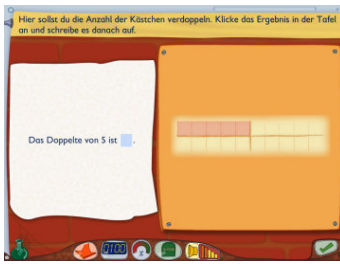 Hier sollst du die Anzahl der Kästchen verdoppeln. Klicke das Ergebnis in der Tafel
an und schreibe es danach auf.
Das Doppelte von 5 ist .